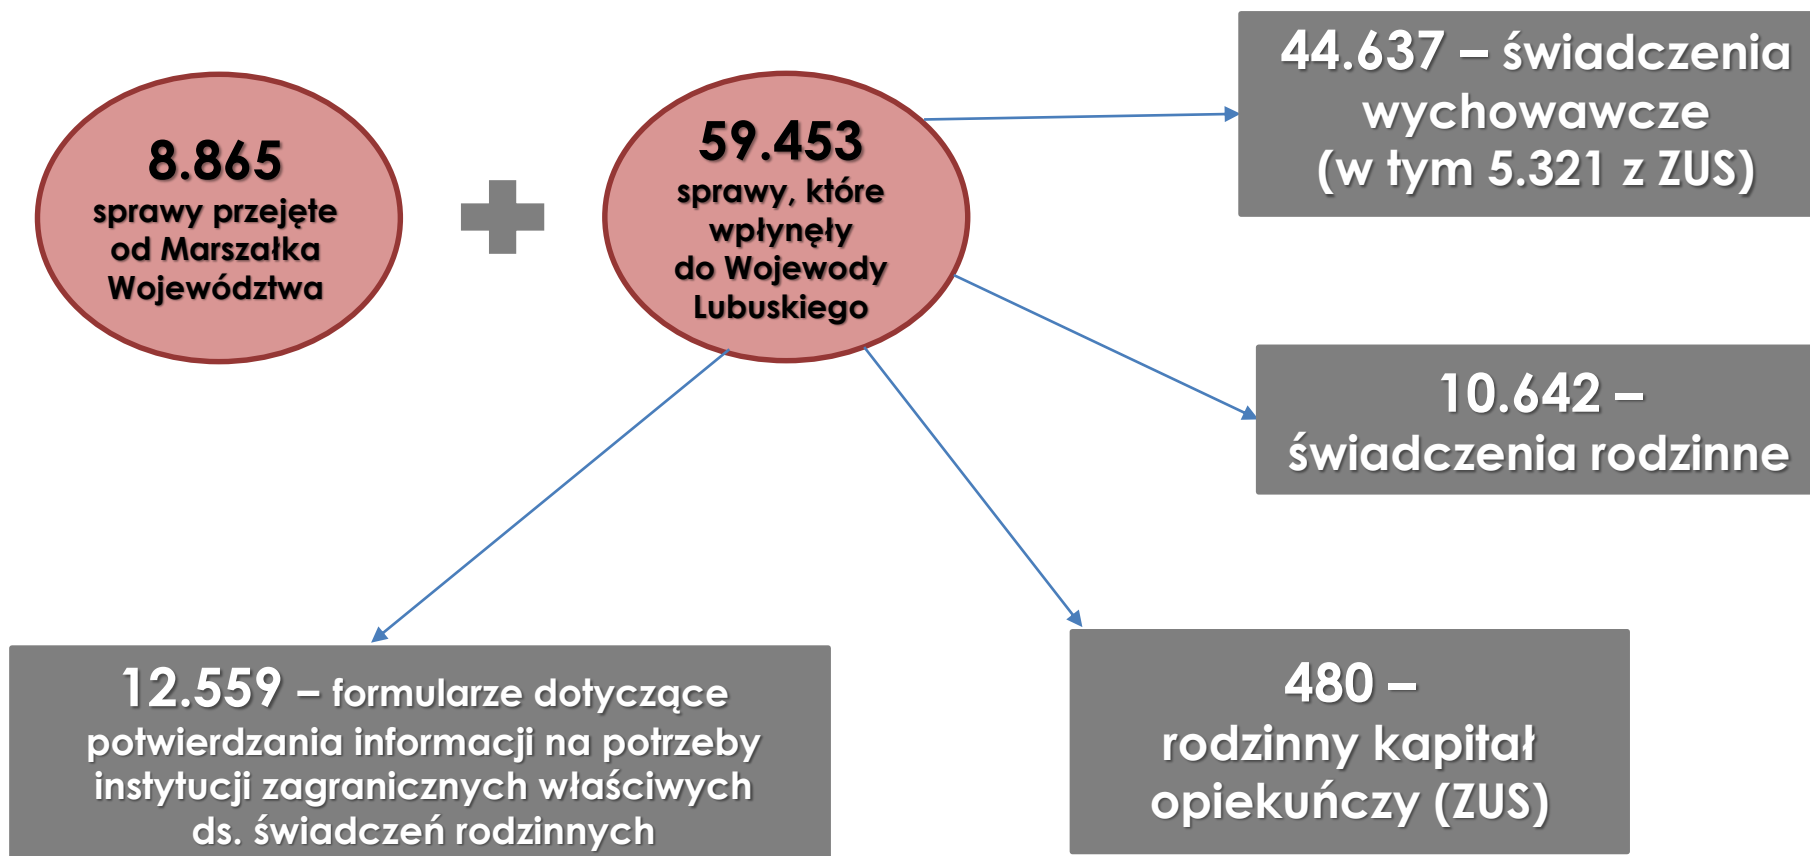 8.865
sprawy przejęte
od Marszałka
Województwa
59.453
sprawy, które
wpłynęły
do Wojewody
Lubuskiego
44.637 – świadczenia
wychowawcze
(w tym 5.321 z ZUS)
10.642 –
świadczenia rodzinne
12.559 – formularze dotyczące
potwierdzania informacji na potrzeby
instytucji zagranicznych właściwych
ds. świadczeń rodzinnych
480 –
rodzinny kapitał
opiekuńczy (ZUS)